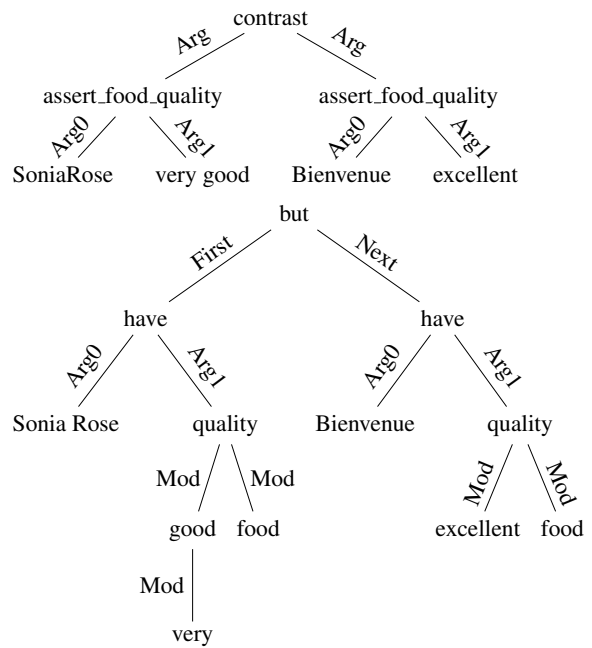 contrast
Arg Arg
assert_food_quality assert_food_quality
Arg0 Arg1 Arg0 Arg1
SoniaRose very good Bienvenue excellent
but
First Next
have have
Arg0 Arg1 Arg0 Arg1
Sonia Rose quality Bienvenue quality
Mod Mod Mod Mod
good food excellent food
Mod
very